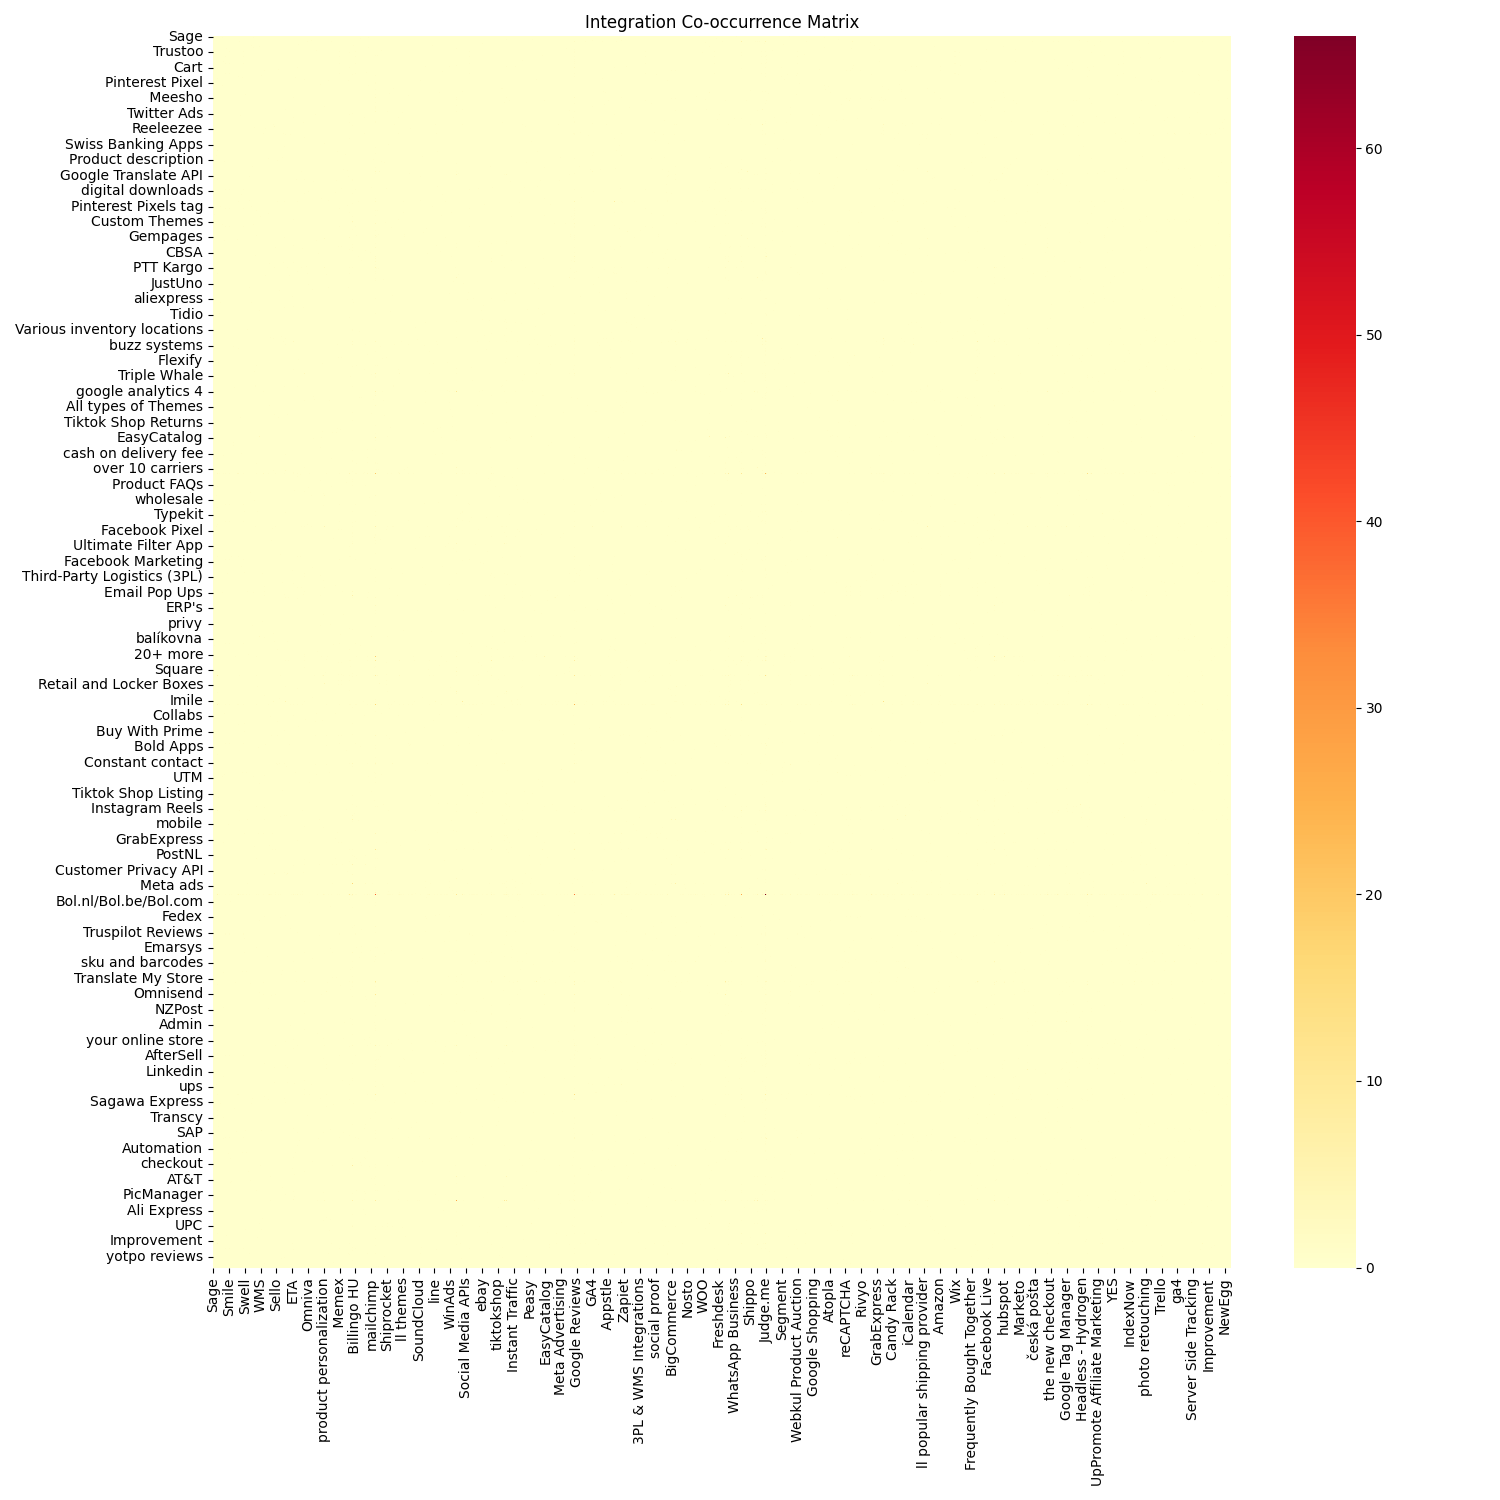 Integration Co-occurrence Matrix
Sage
Trustoo
Cart
Pinterest Pixel
Meesho
Twitter Ads
Reeleezee
Swiss Banking Apps
Product description
Google Translate API
digital downloads
Pinterest Pixels tag
Custom Themes
Gempages
CBSA
PTT Kargo
JustUno
aliexpress
Tidio
Various inventory locations
buzz systems
Flexify
Triple Whale
google analytics 4
All types of Themes
Tiktok Shop Returns
EasyCatalog
cash on delivery fee
over 10 carriers
Product FAQs
wholesale
Typekit
Facebook Pixel
Ultimate Filter App
Facebook Marketing
Third-Party Logistics (3PL)
Email Pop Ups
ERP's
privy
balíkovna
20+ more
Square
Retail and Locker Boxes
Imile
Collabs
Buy With Prime
Bold Apps
Constant contact
UTM
Tiktok Shop Listing
Instagram Reels
mobile
GrabExpress
PostNL
Customer Privacy API
Meta ads
Bol.nl/Bol.be/Bol.com
Fedex
Truspilot Reviews
Emarsys
sku and barcodes
Translate My Store
Omnisend
NZPost
Admin
your online store
AfterSell
Linkedin
ups
Sagawa Express
Transcy
SAP
Automation
checkout
AT&T
PicManager
Ali Express
UPC
Improvement
yotpo reviews
Sage
Smile
Swell
WMS
Sello
ETA
Omniva
product personalization
Memex
Billingo HU
mailchimp
Shiprocket
ll themes
SoundCloud
line
WinAds
Social Media APIs
ebay
tiktokshop
Instant Traffic
Peasy
EasyCatalog
Meta Advertising
Google Reviews
GA4
Appstle
Zapiet
3PL & WMS Integrations
social proof
BigCommerce
Nosto
WOO
Freshdesk
WhatsApp Business
Shippo
Judge.me
Segment
Webkul Product Auction
Google Shopping
Atopla
reCAPTCHA
Rivyo
GrabExpress
Candy Rack
iCalendar
ll popular shipping provider
Amazon
Wix
Frequently Bought Together
Facebook Live
hubspot
Marketo
česká pošta
the new checkout
Google Tag Manager
Headless - Hydrogen
UpPromote Affiliate Marketing
YES
IndexNow
photo retouching
Trello
ga4
Server Side Tracking
Improvement
NewEgg
60
50
40
30
20
10
0